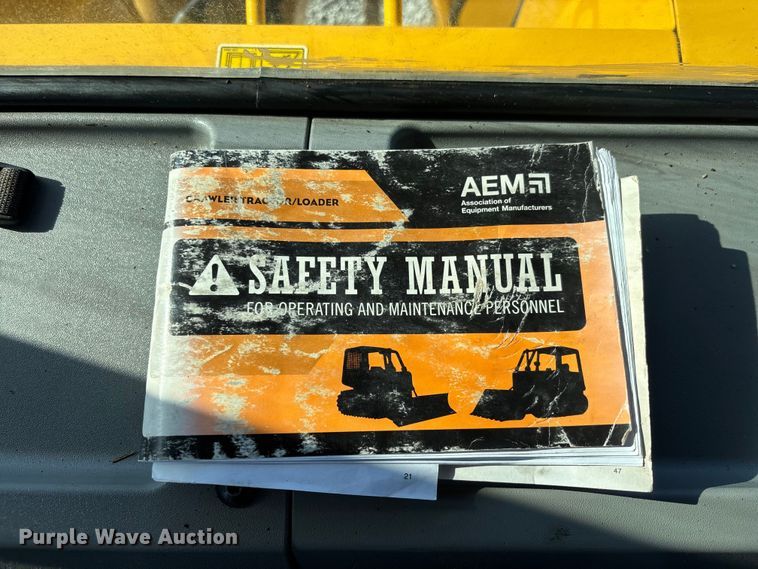 CRAWLER TRACTOR/LOADER
AEM
Association of
Equipment Manufacturers
SAFETY MANUAL
FOR OPERATING AND MAINTENANCE PERSONNEL
21
47
Purple Wave Auction